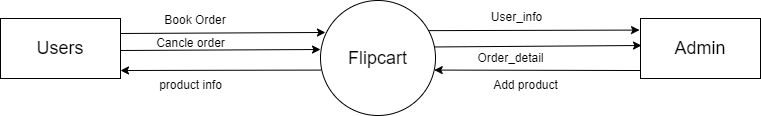 Book Order
User_info
Users
Cancle order
Flipcart
Admin
Order_detail
product info
Add product